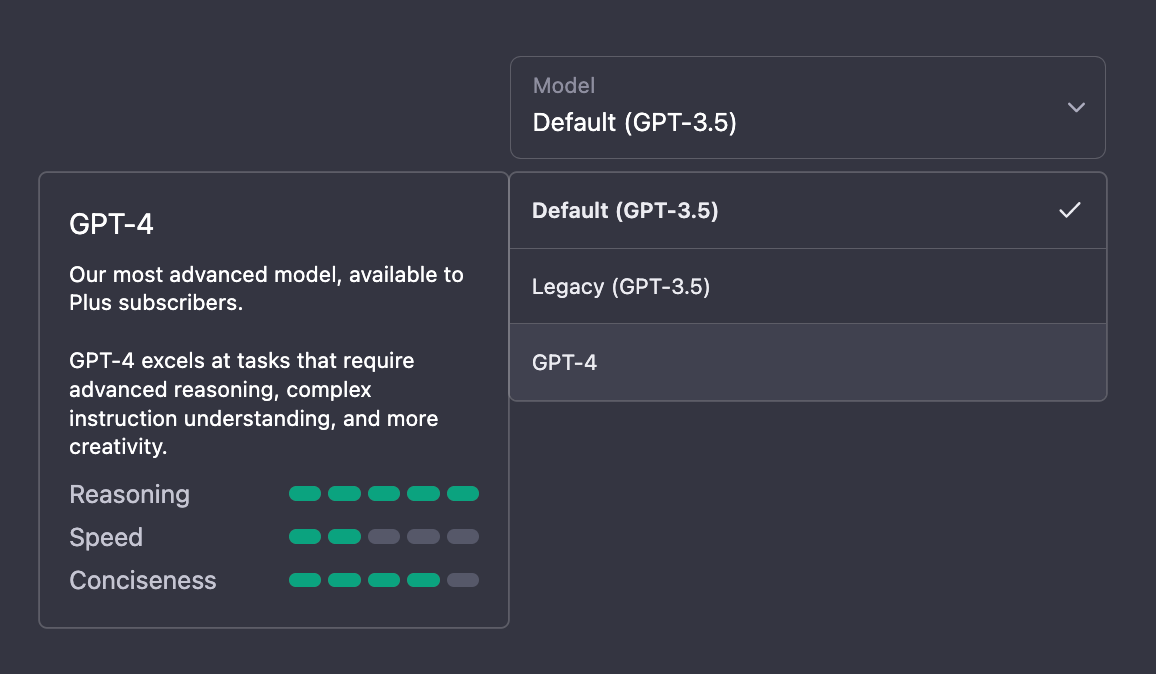 Model
Default (GPT-3.5)
Default (GPT-3.5)
Legacy (GPT-3.5)
GPT-4
GPT-4
Our most advanced model, available to
Plus subscribers.
GPT-4 excels at tasks that require
advanced reasoning, complex
instruction understanding, and more
creativity.
Reasoning
Speed
Conciseness